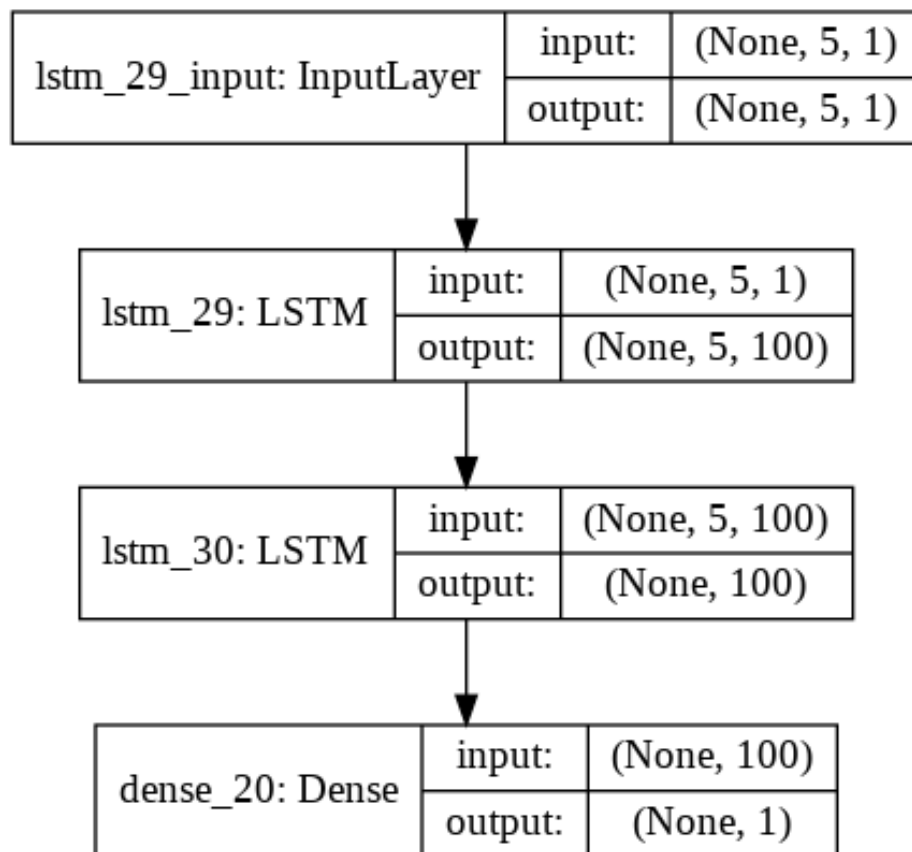 lstm_29_input: InputLayer
input: (None, 5, 1)
output: (None, 5, 1)
lstm_29: LSTM
input: (None, 5, 1)
output: (None, 5, 100)
lstm_30: LSTM
input: (None, 5, 100)
output: (None, 100)
dense_20: Dense
input: (None, 100)
output: (None, 1)